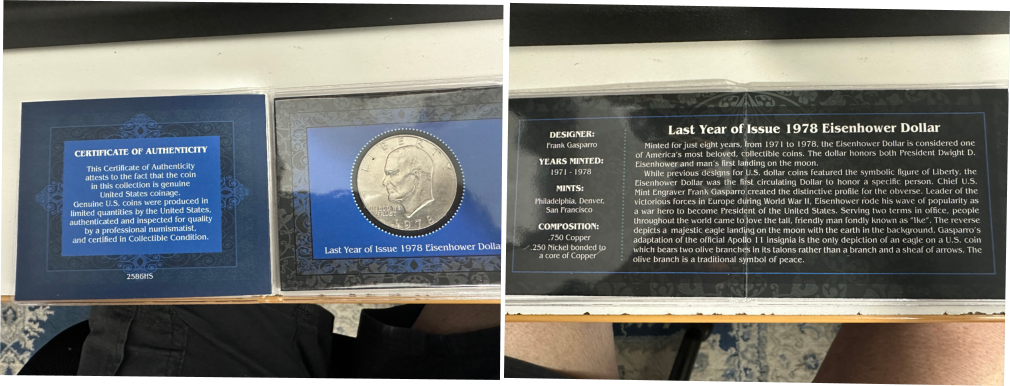 CERTIFICATE OF AUTHENTICITY
This Certificate of Authenticity
attests to the fact that the coin
in this collection is genuine
United States coinage.
Genuine U.S. coins were produced in
limited quantities by the United States,
authenticated and inspected for quality
by a professional numismatist,
and certified in Collectible Condition.
2586HS
LIBERTY
1978
Last Year of Issue 1978 Eisenhower Dolla
DESIGNER:
Frank Gasparro
YEARS MINTED:
1971 - 1978
MINTS:
Philadelphia, Denver,
San Francisco
COMPOSITION:
.750 Copper
.250 Nickel bonded to
a core of Copper
Last Year of Issue 1978 Eisenhower Dollar
Minted for just eight years, from 1971 to 1978, the Eisenhower Dollar is considered one
of America's most beloved, collectible coins. The dollar honors both President Dwight D.
Eisenhower and man's first landing on the moon.
While previous designs for U.S. dollar coins featured the symbolic figure of Liberty, the
Eisenhower Dollar was the first circulating Dollar to honor a specific person. Chief U.S.
Mint Engraver Frank Gasparro created the distinctive profile for the obverse. Leader of the
victorious forces in Europe during World War II, Eisenhower rode his wave of popularity as
a war hero to become President of the United States. Serving two terms in office, people
throughout the world came to love the tall, friendly man fondly known as "Ike". The reverse
depicts a majestic eagle landing on the moon with the earth in the background. Gasparro's
adaptation of the official Apollo 11 insignia is the only depiction of an eagle on a U.S. coin
which bears two olive branches in its talons rather than a branch and a sheaf of arrows. The
olive branch is a traditional symbol of peace.